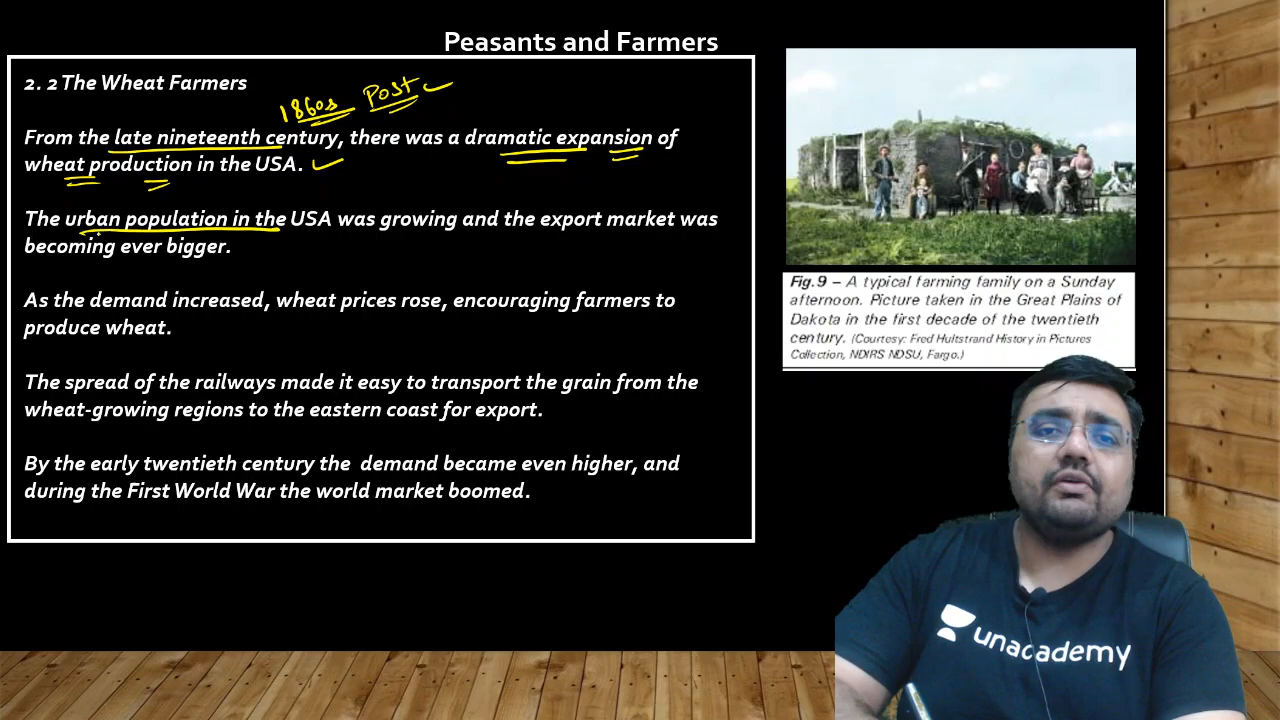 Peasants and Farmers
2. 2 The Wheat Farmers
1860s Post
From the late nineteenth century, there was a dramatic expansion of
wheat production in the USA.
The urban population in the USA was growing and the export market was
becoming ever bigger.
As the demand increased, wheat prices rose, encouraging farmers to
produce wheat.
The spread of the railways made it easy to transport the grain from the
wheat-growing regions to the eastern coast for export.
By the early twentieth century the demand became even higher, and
during the First World War the world market boomed.
Fig.9 – A typical farming family on a Sunday
afternoon. Picture taken in the Great Plains of
Dakota in the first decade of the twentieth
century. (Courtesy: Fred Hultstrand History in Pictures
Collection, NDIRS NDSU, Fargo.)
unacademy